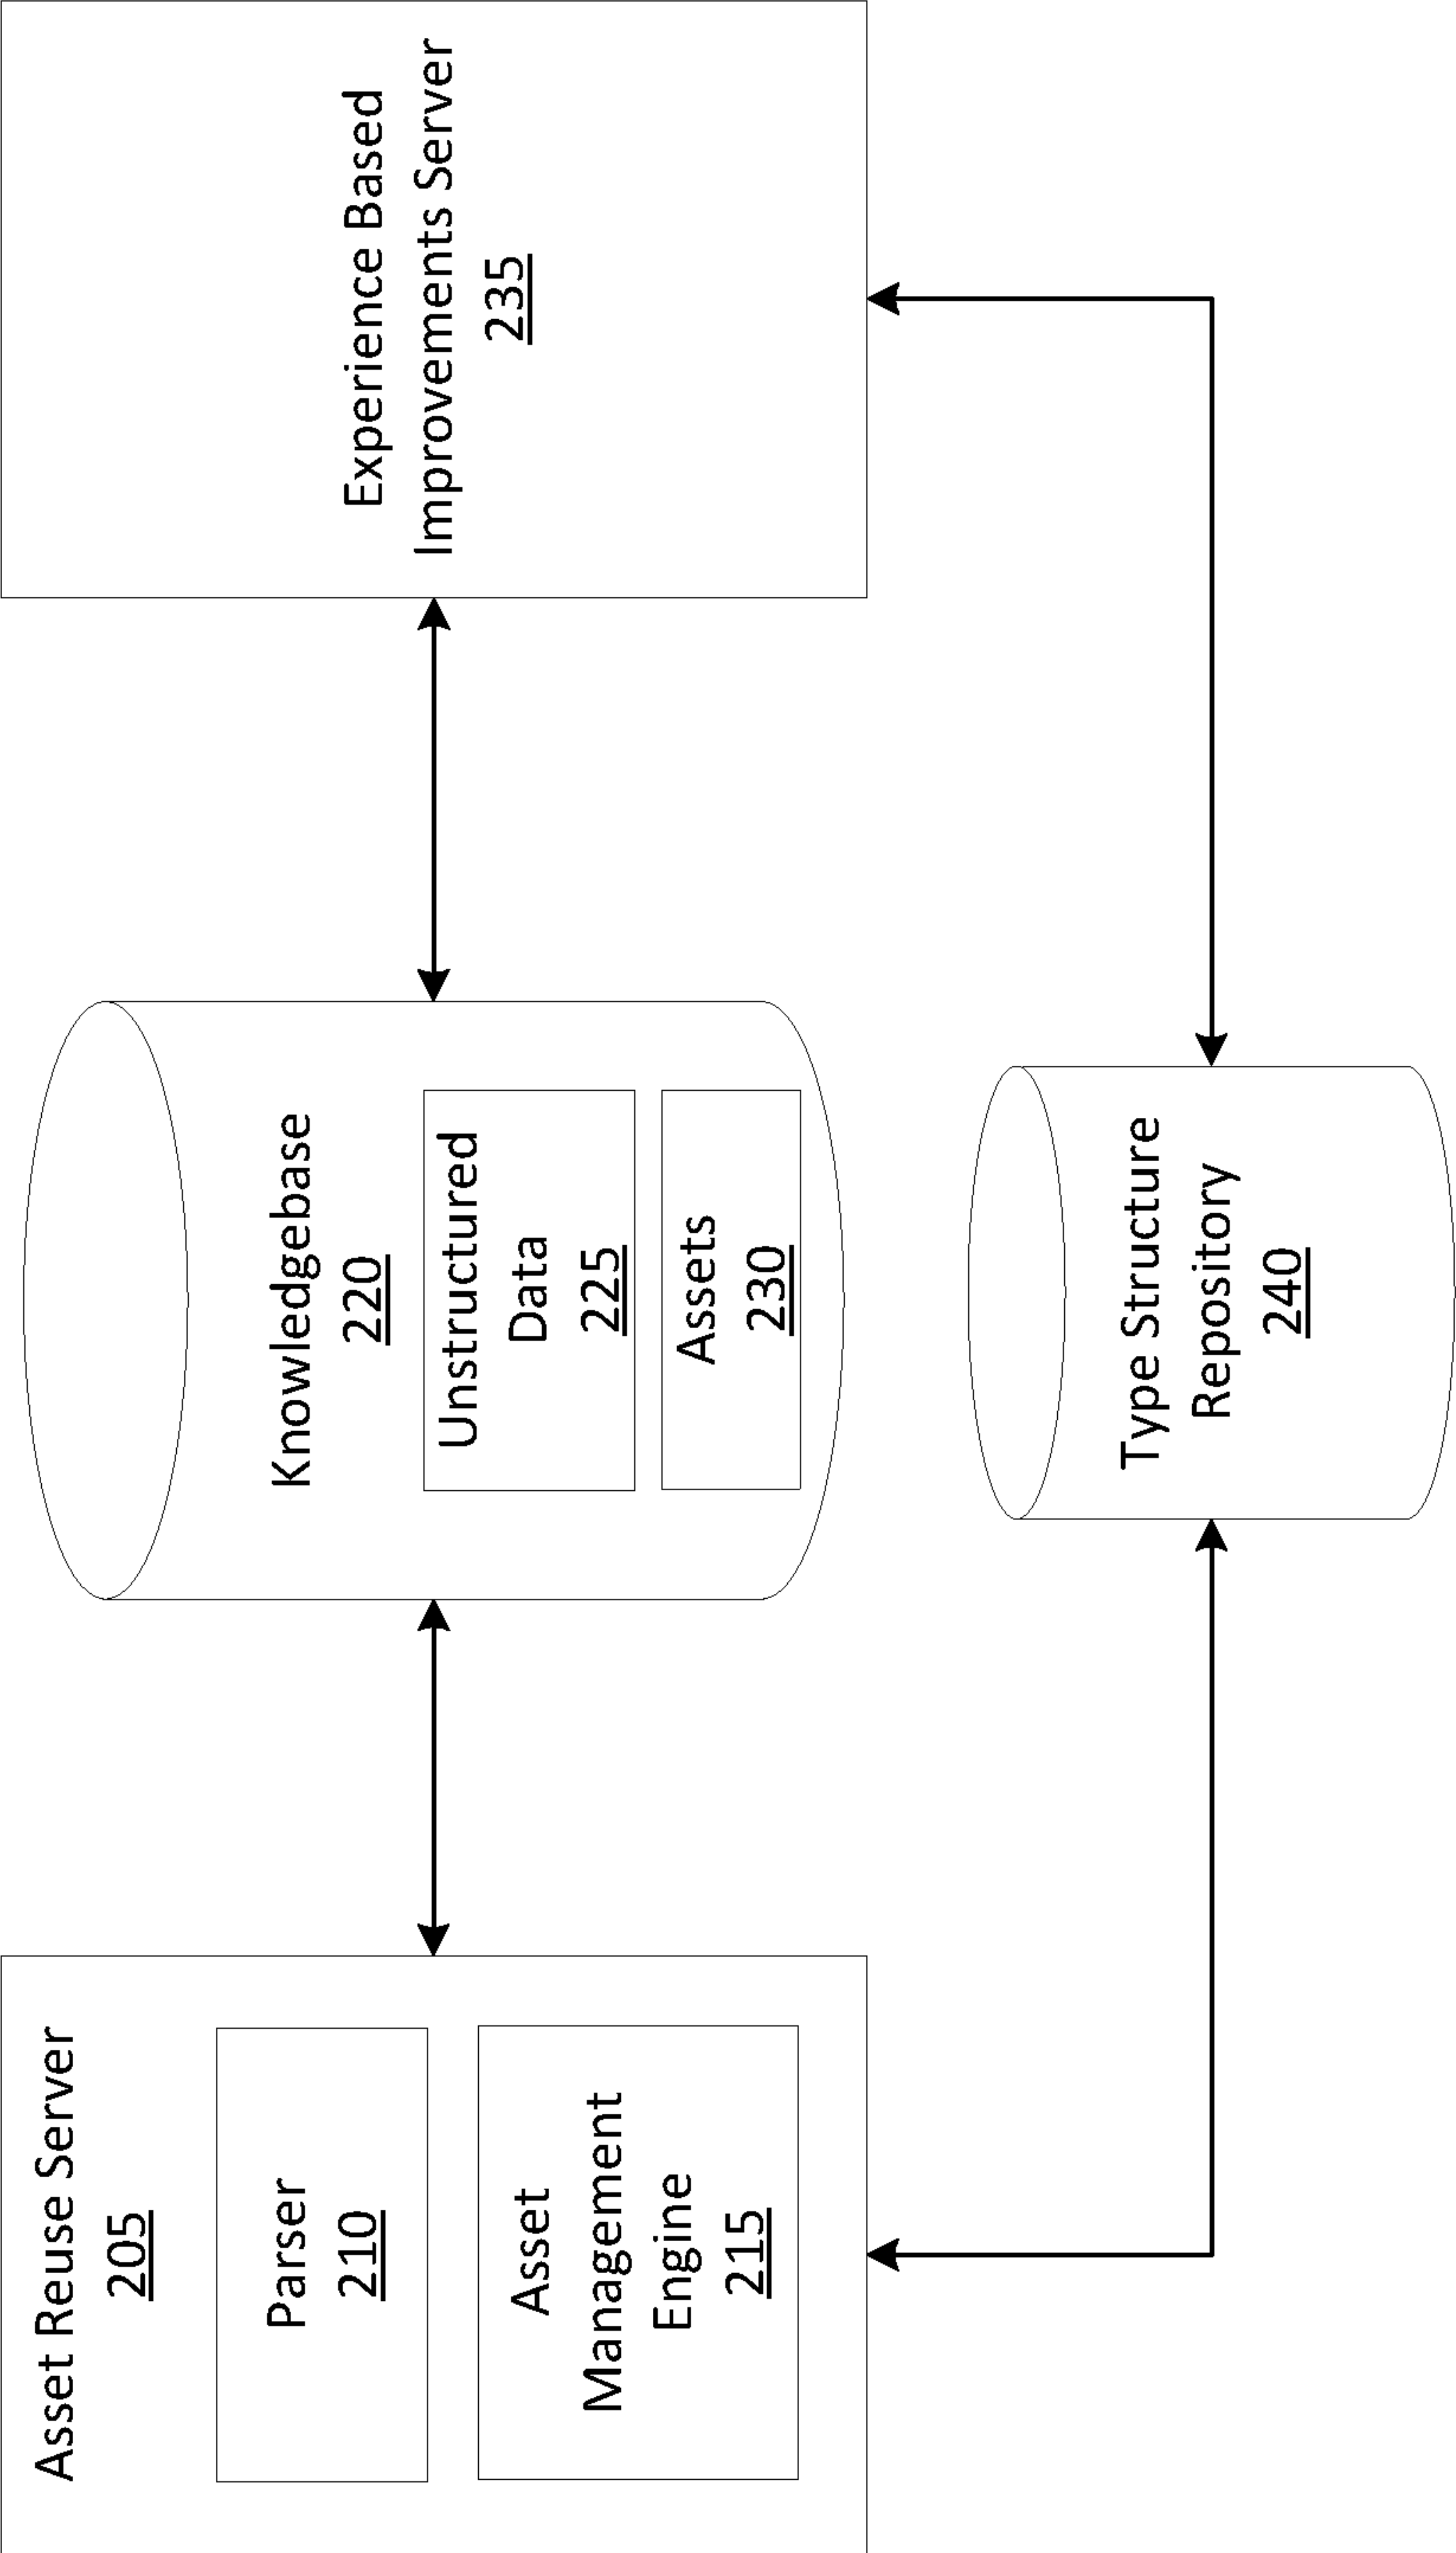 Asset Reuse Server
205
Parser
210
Asset
Management
Engine
215
Knowledgebase
220
Unstructured
Data
225
Assets
230
Experience Based
Improvements Server
235
Type Structure
Repository
240